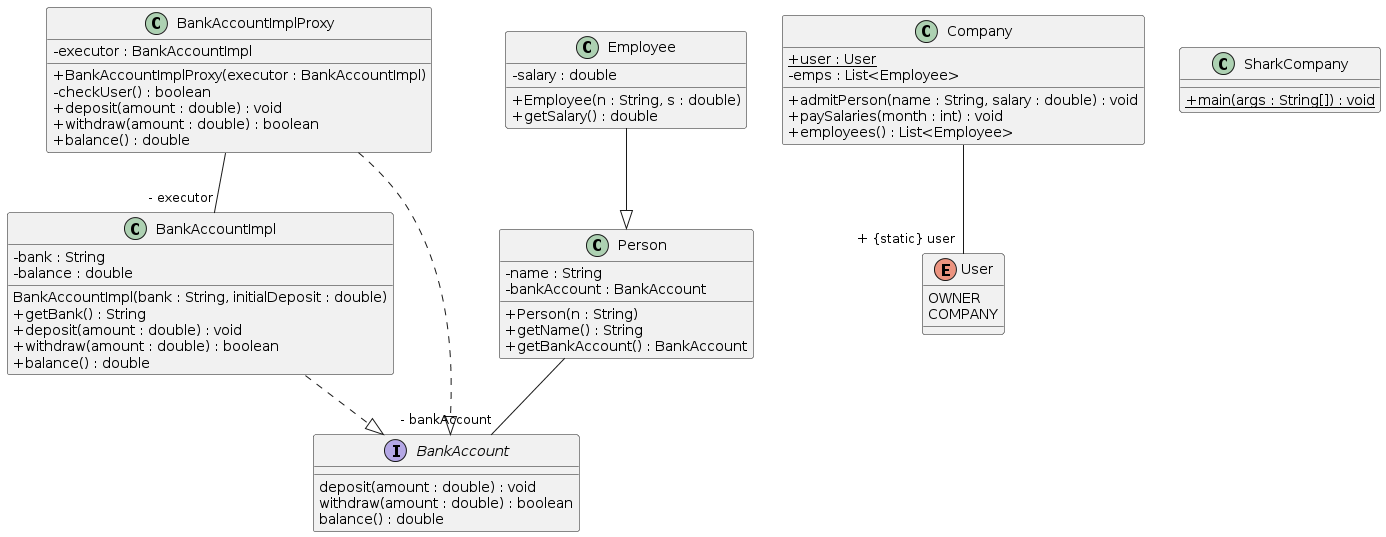 C BankAccountImplProxy
-executor : BankAccountImpl
+BankAccountImplProxy(executor : BankAccountImpl)
-checkUser() : boolean
+deposit(amount : double) : void
+withdraw(amount : double) : boolean
+balance() : double
C Employee
-salary : double
+Employee(n : String, s : double)
+getSalary() : double
C Company
+user : User
-emps : List<Employee>
+admitPerson(name : String, salary : double) : void
+paySalaries(month : int) : void
+employees() : List<Employee>
C SharkCompany
+main(args : String[]) : void
- executor
C BankAccountImpl
-bank : String
-balance : double
BankAccountImpl(bank : String, initialDeposit : double)
+getBank() : String
+deposit(amount : double) : void
+withdraw(amount : double) : boolean
+balance() : double
C Person
-name : String
-bankAccount : BankAccount
+Person(n : String)
+getName() : String
+getBankAccount() : BankAccount
+ {static} user
E User
OWNER
COMPANY
- bankAccount
I BankAccount
deposit(amount : double) : void
withdraw(amount : double) : boolean
balance() : double